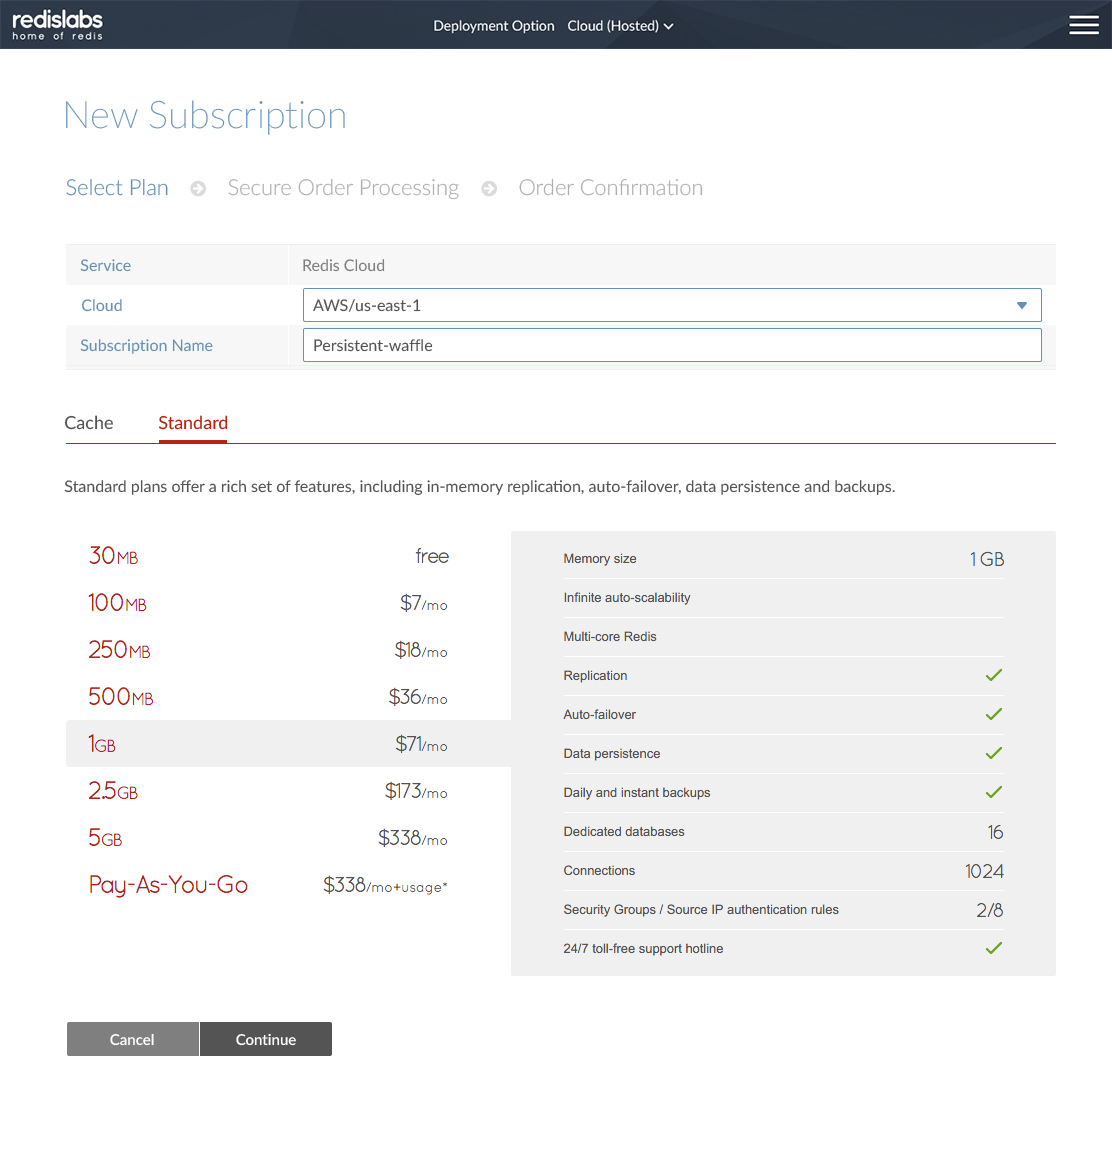 redislabs
home of redis
Deployment Option Cloud (Hosted)
New Subscription
Select Plan Secure Order Processing Order Confirmation
Service Redis Cloud
Cloud AWS/us-east-1
Subscription Name Persistent-waffle
Cache Standard
Standard plans offer a rich set of features, including in-memory replication, auto-failover, data persistence and backups.
30MB free
100MB $7/mo
250MB $18/mo
500MB $36/mo
1GB $71/mo
2.5GB $173/mo
5GB $338/mo
Pay-As-You-Go $338/mo+usage*
Memory size 1 GB
Infinite auto-scalability
Multi-core Redis
Replication
Auto-failover
Data persistence
Daily and instant backups
Dedicated databases 16
Connections 1024
Security Groups / Source IP authentication rules 2/8
24/7 toll-free support hotline
Cancel Continue